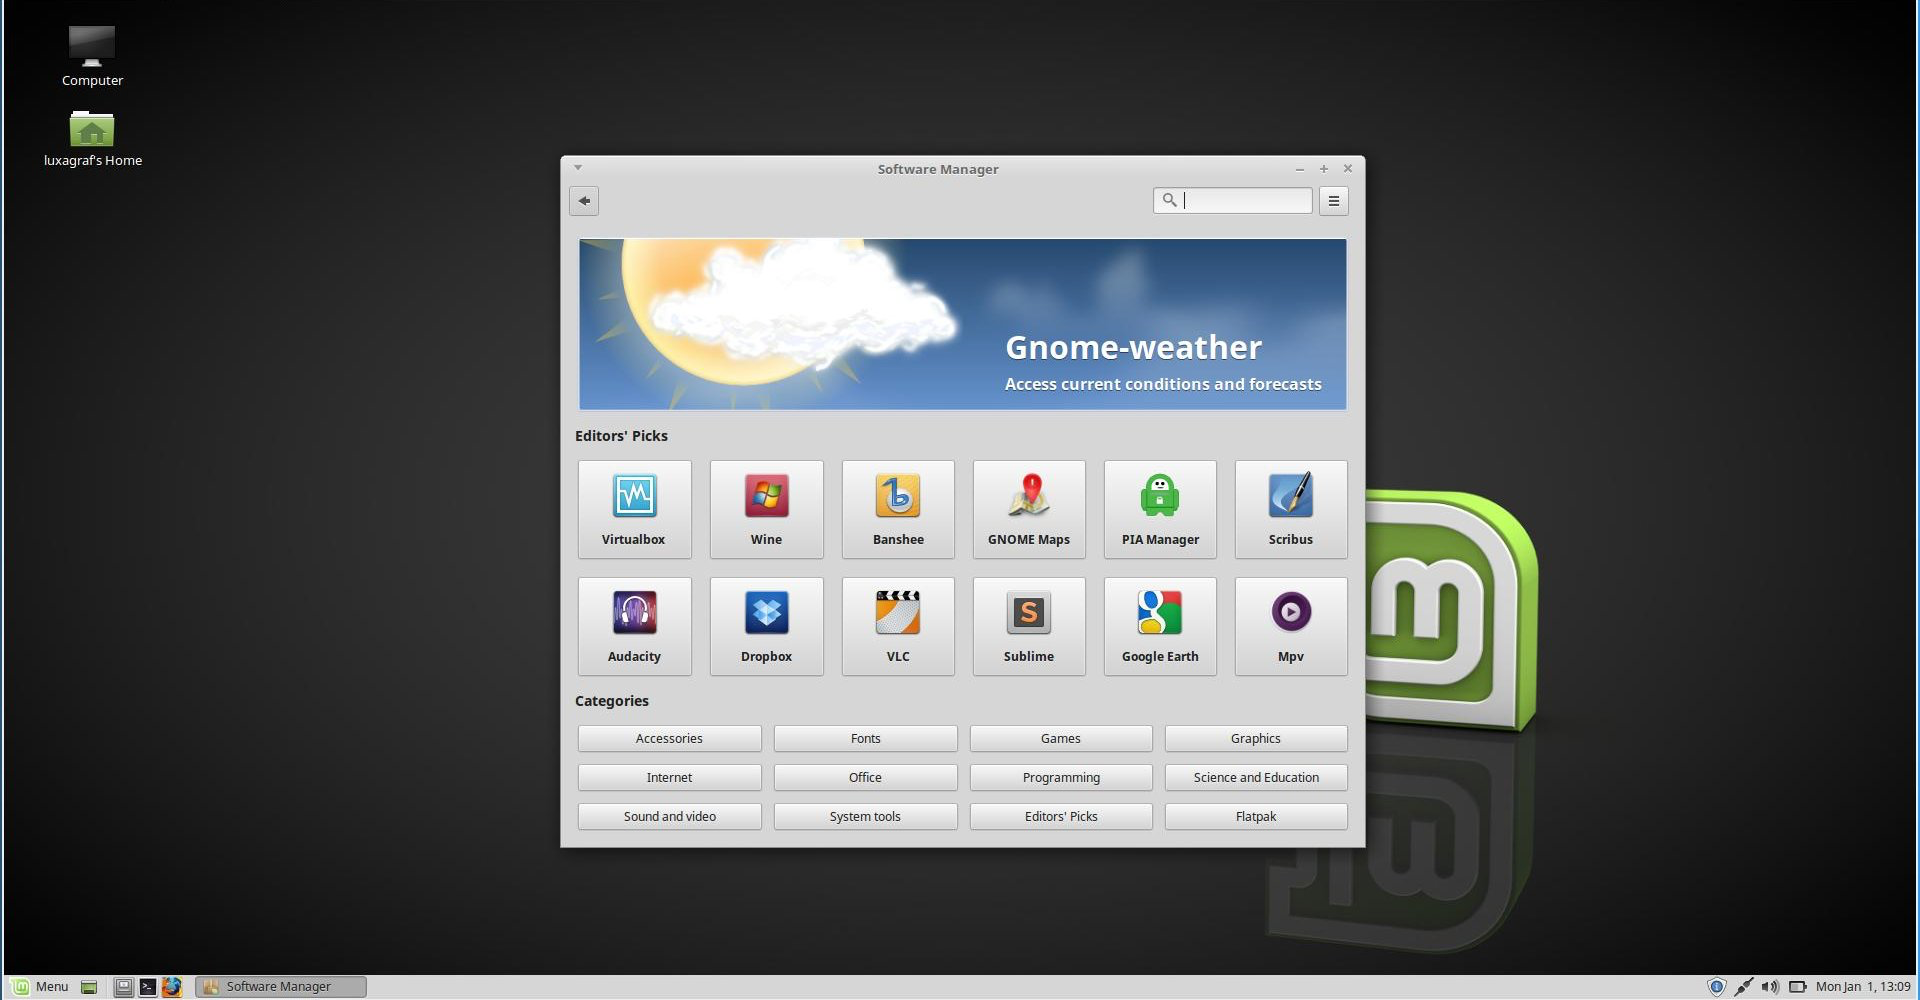 Computer
luxagraf's Home
Software Manager
Gnome-weather
Access current conditions and forecasts
Editors' Picks
Virtualbox
Wine
Banshee
GNOME Maps
PIA Manager
Scribus
Audacity
Dropbox
VLC
Sublime
Google Earth
Mpv
Categories
Accessories
Fonts
Games
Graphics
Internet
Office
Programming
Science and Education
Sound and video
System tools
Editors' Picks
Flatpak
Menu
Software Manager
Mon Jan 1, 13:09